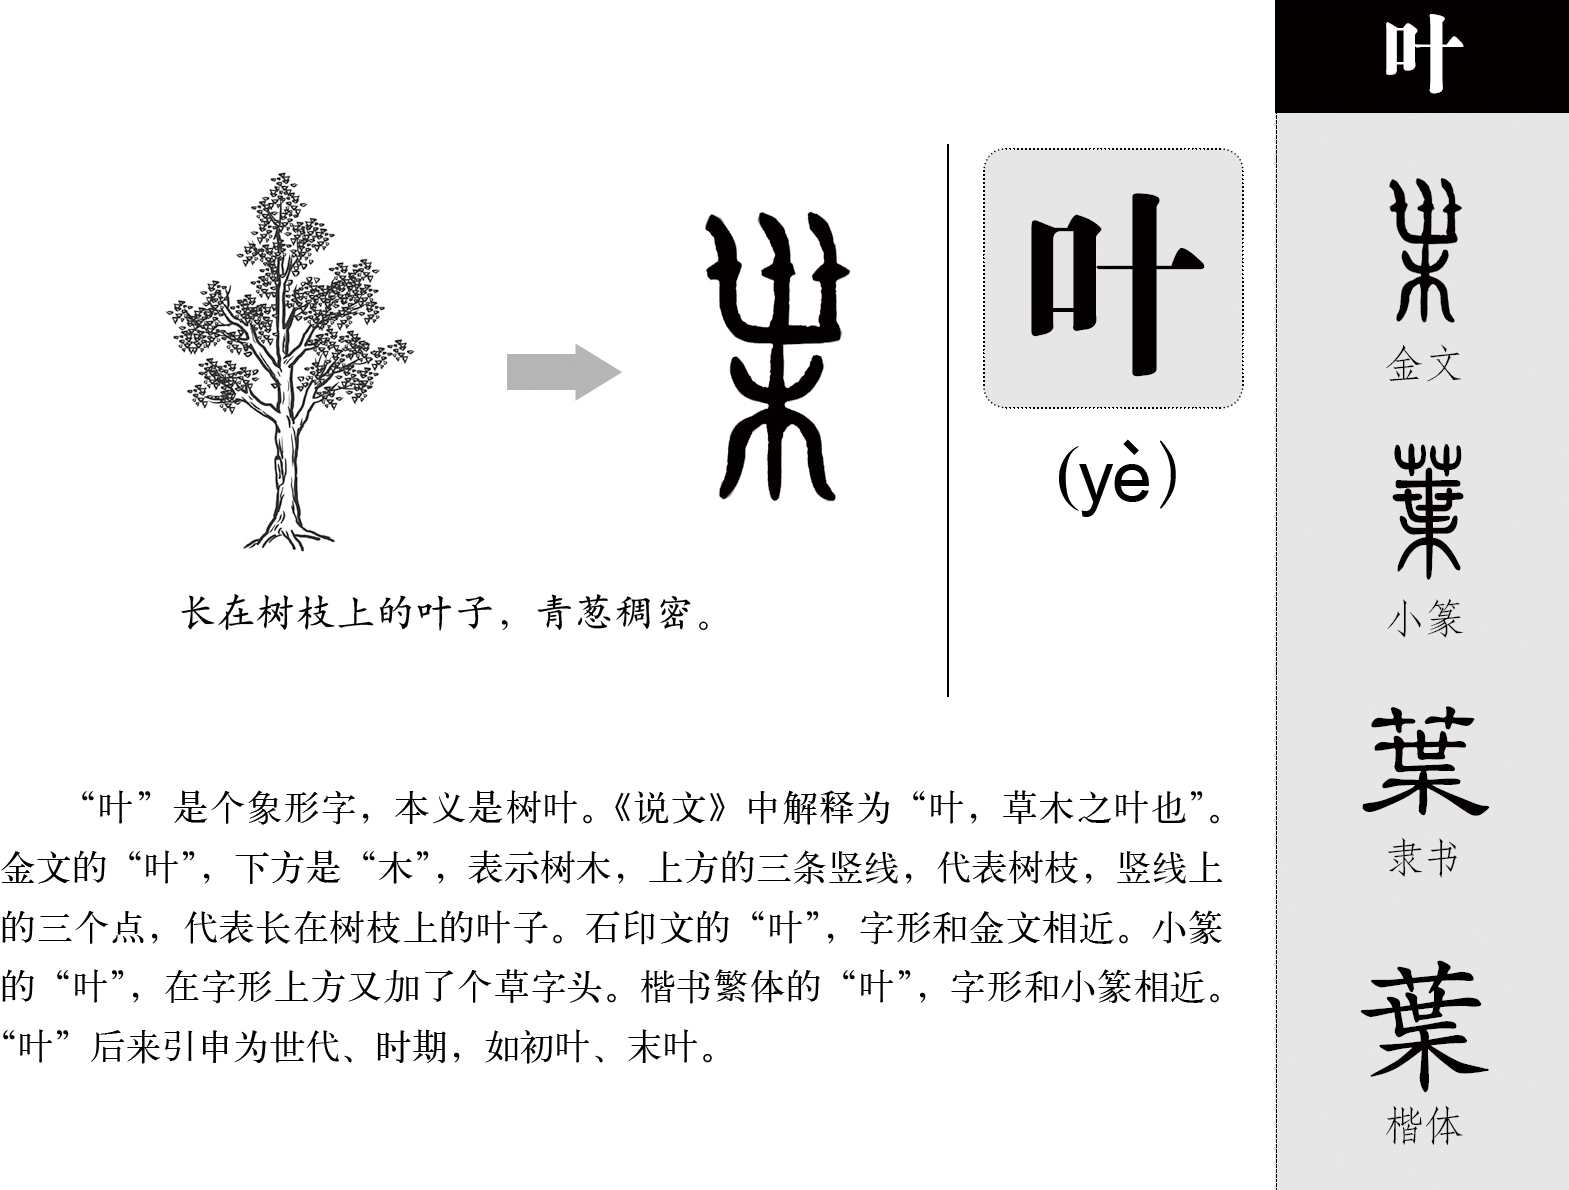 叶
叶
(yè)
长在树枝上的叶子，青葱稠密。
“叶”是个象形字，本义是树叶。《说文》中解释为“叶，草木之叶也”。
金文的“叶”，下方是“木”，表示树木，上方的三条竖线，代表树枝，竖线上
的三个点，代表长在树枝上的叶子。石印文的“叶”，字形和金文相近。小篆
的“叶”，在字形上方又加了个草字头。楷书繁体的“叶”，字形和小篆相近。
“叶”后来引申为世代、时期，如初叶、末叶。
金文
葉
小篆
葉
隶书
葉
楷体